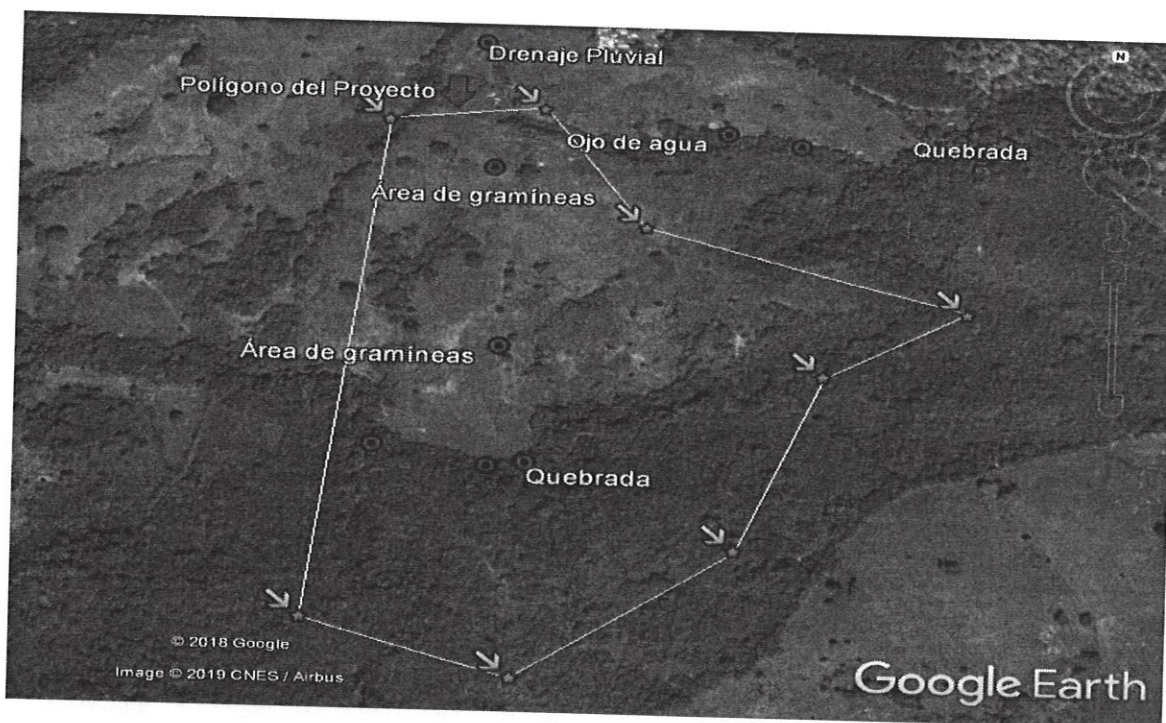 Drenaje Pluvial
N
Polígono del Proyecto
Ojo de agua
Quebrada
Área de gramíneas
Área de gramíneas
Quebrada
© 2018 Google
Image © 2019 CNES / Airbus
Google Earth